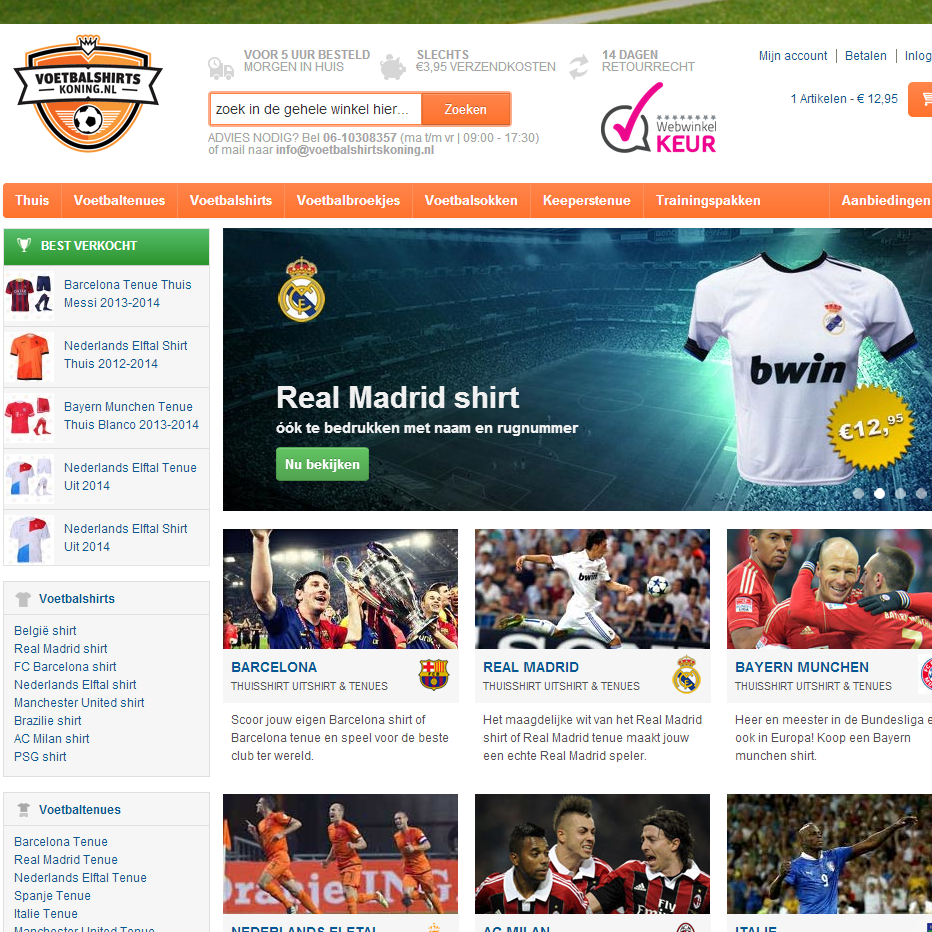 VOETBALSHIRTS
KONING.NL
VOOR 5 UUR BESTELD
MORGEN IN HUIS
SLECHTS
€3,95 VERZENDKOSTEN
14 DAGEN
RETOURRECHT
Mijn account | Betalen | Inlog
zoek in de gehele winkel hier...
Zoeken
1 Artikelen - € 12,95
ADVIES NODIG? Bel 06-10308357 (ma t/m vr | 09:00 - 17:30)
of mail naar info@voetbalshirtskoning.nl
Webwinkel
KEUR
Thuis
Voetbaltenues
Voetbalshirts
Voetbalbroekjes
Voetbalsokken
Keeperstenue
Trainingspakken
Aanbiedingen
BEST VERKOCHT
Barcelona Tenue Thuis
Messi 2013-2014
Nederlands Elftal Shirt
Thuis 2012-2014
Bayern Munchen Tenue
Thuis Blanco 2013-2014
Nederlands Elftal Tenue
Uit 2014
Nederlands Elftal Shirt
Uit 2014
Real Madrid shirt
óók te bedrukken met naam en rugnummer
Nu bekijken
bwin
€12,95
Voetbalshirts
België shirt
Real Madrid shirt
FC Barcelona shirt
Nederlands Elftal shirt
Manchester United shirt
Brazilie shirt
AC Milan shirt
PSG shirt
Voetbaltenues
Barcelona Tenue
Real Madrid Tenue
Nederlands Elftal Tenue
Spanje Tenue
Italie Tenue
Manchester United Tenue
BARCELONA
THUISSHIRT UITSHIRT & TENUES
Scoor jouw eigen Barcelona shirt of
Barcelona tenue en speel voor de beste
club ter wereld.
bwin
REAL MADRID
THUISSHIRT UITSHIRT & TENUES
Het maagdelijke wit van het Real Madrid
shirt of Real Madrid tenue maakt jouw
een echte Real Madrid speler.
7
BAYERN MUNCHEN
THUISSHIRT UITSHIRT & TENUES
Heer en meester in de Bundesliga e
ook in Europa! Koop een Bayern
munchen shirt.
Oranje ING
NEDERLANDS ELFTAL
Fly
Emirates
AC MILAN
9
ITALIE